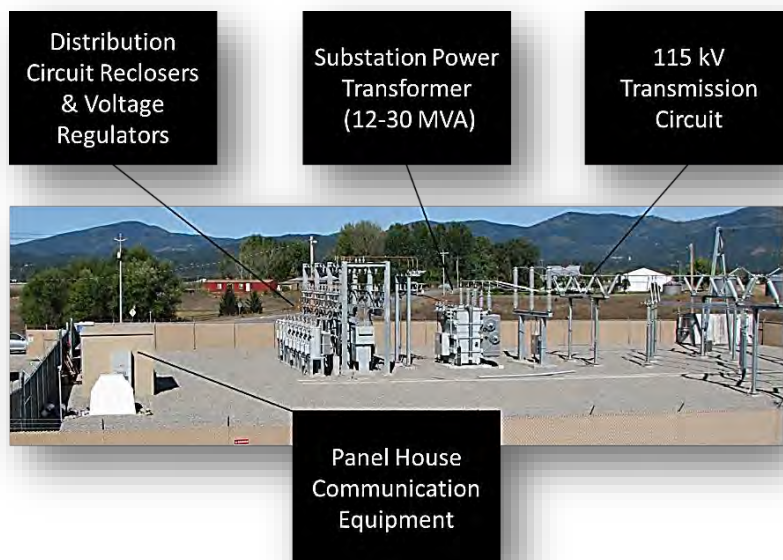 Distribution
Circuit Reclosers
& Voltage
Regulators
Substation Power
Transformer
(12-30 MVA)
115 kV
Transmission
Circuit
Panel House
Communication
Equipment